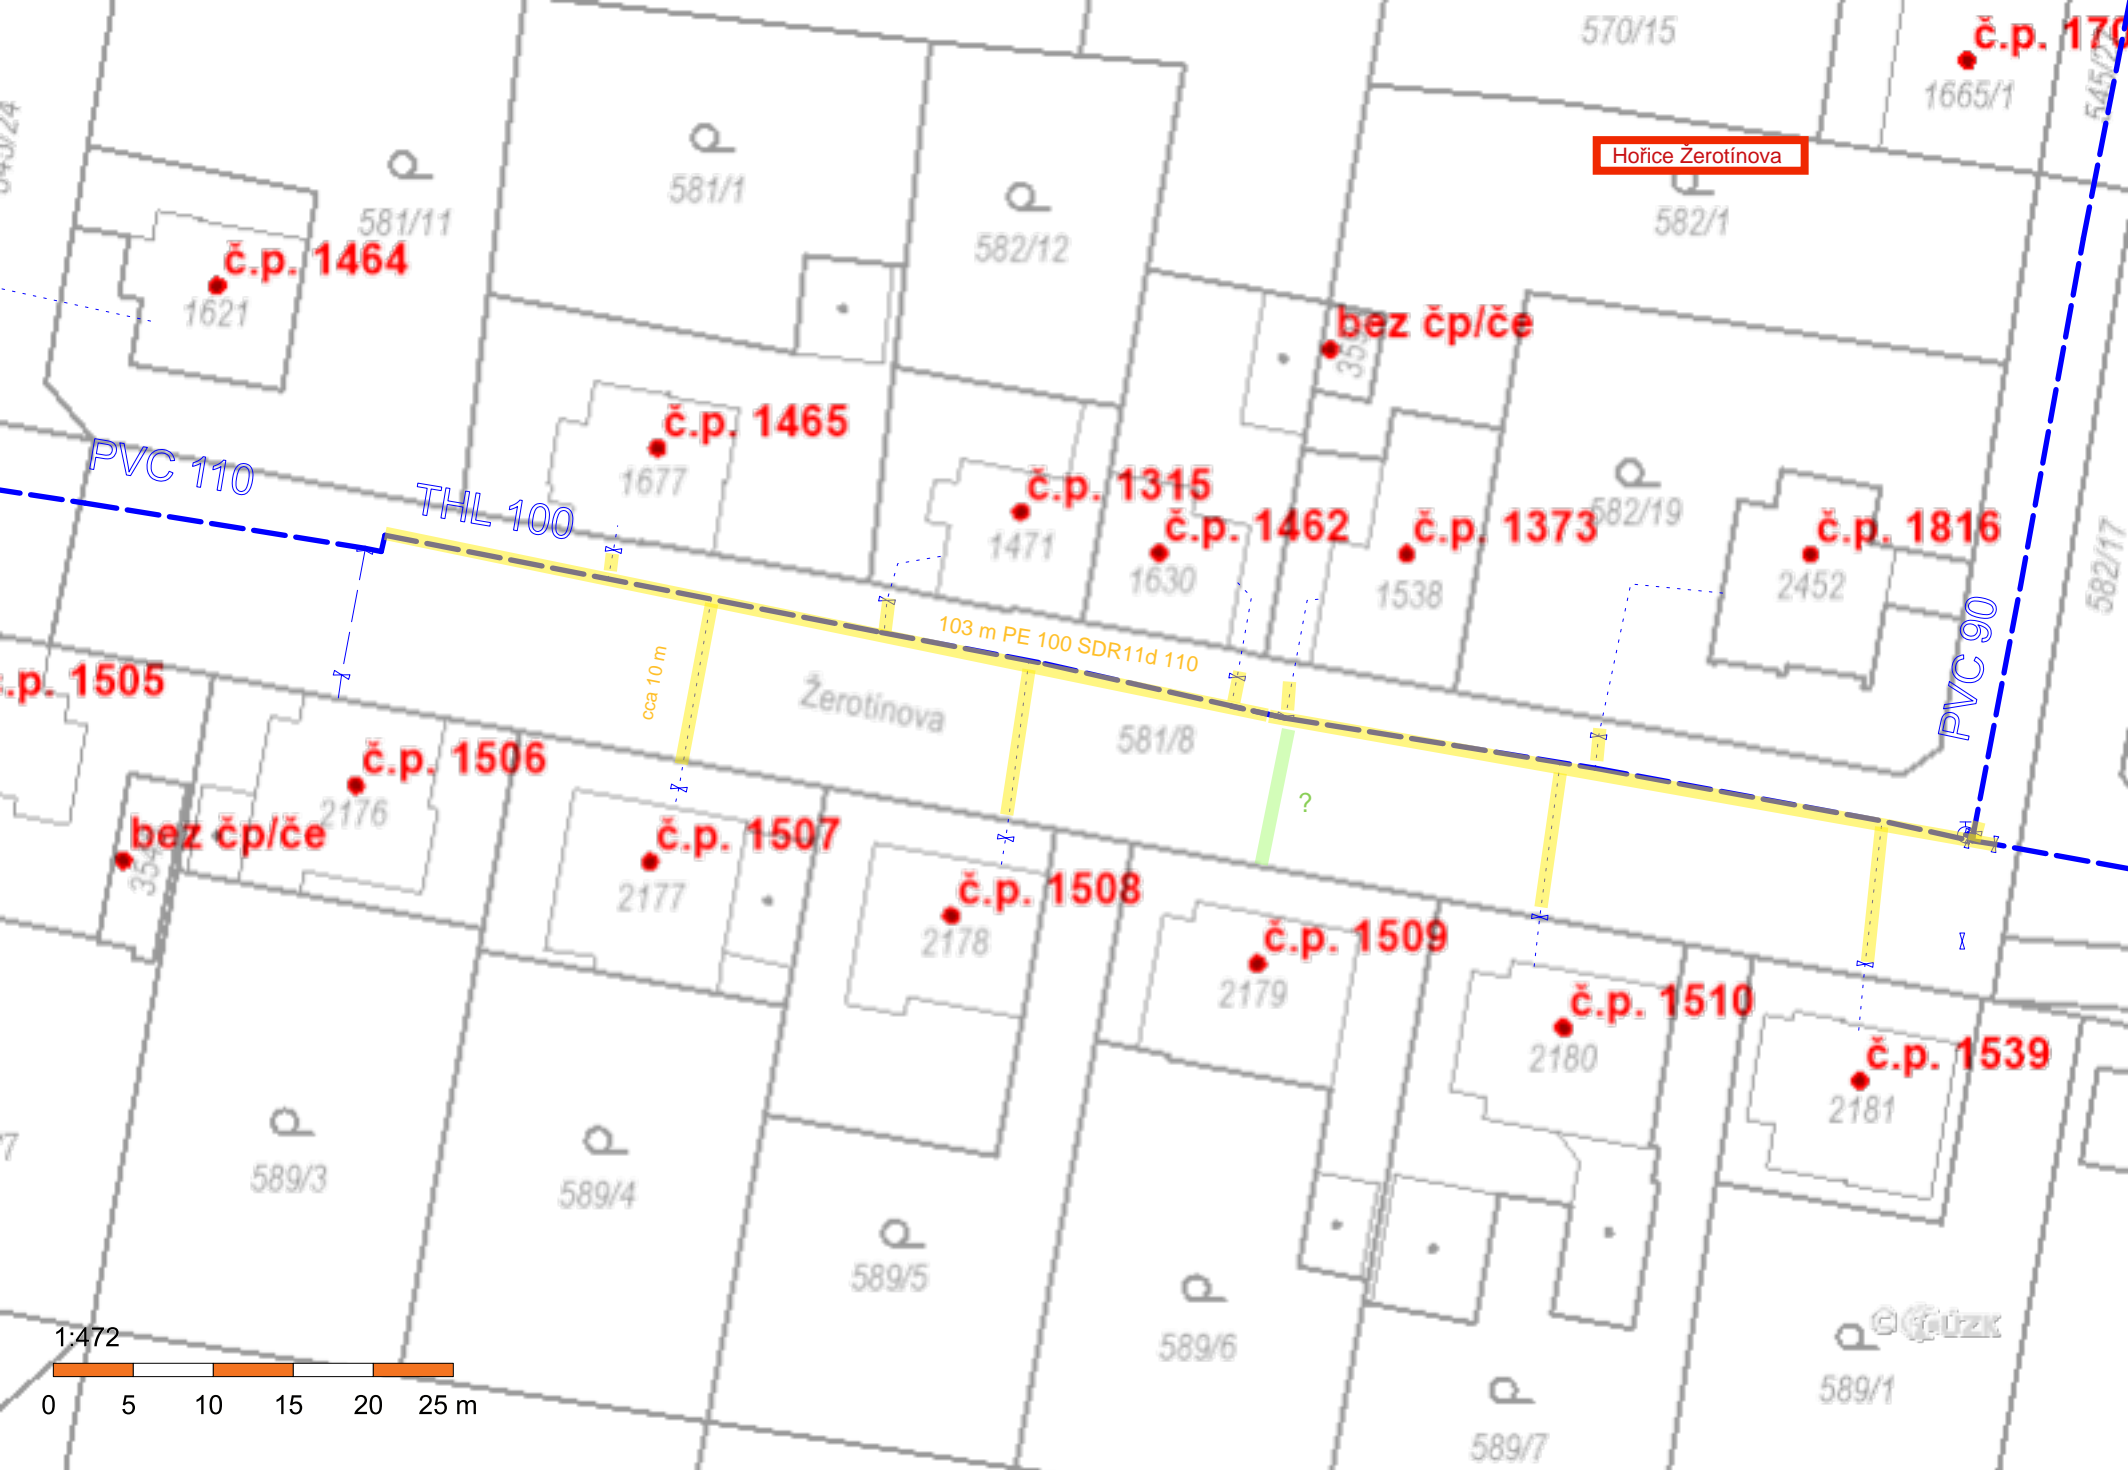 570/15
č.p. 170
1665/1
Hořice Žerotínova
581/11
581/1
582/12
582/1
č.p. 1464
1621
bez čp/če
č.p. 1465
1677
PVC 110
THL 100
č.p. 1315
1471
č.p. 1462
1630
č.p. 1373
1538
582/19
č.p. 1816
2452
582/17
PVC 90
103 m PE 100 SDR11d 110
cca 10 m
Žerotínova
581/8
?
.p. 1505
č.p. 1506
2176
bez čp/če
č.p. 1507
2177
č.p. 1508
2178
č.p. 1509
2179
č.p. 1510
2180
č.p. 1539
2181
589/3
589/4
589/5
589/6
589/7
589/1
1:472
0 5 10 15 20 25 m